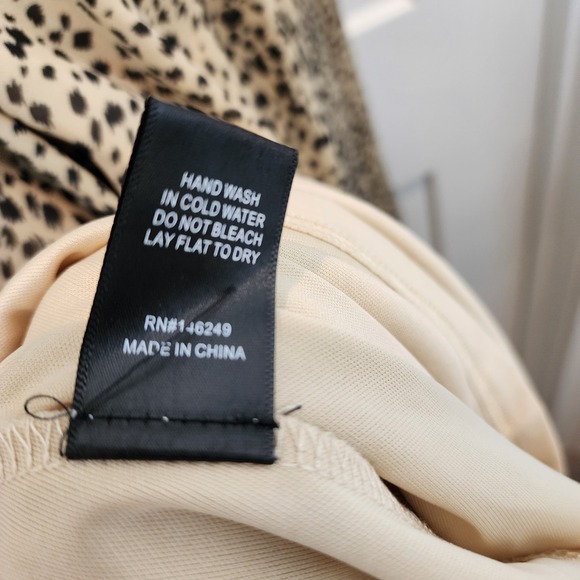 HAND WASH
IN COLD WATER
DO NOT BLEACH
LAY FLAT TO DRY
RN#146249
MADE IN CHINA